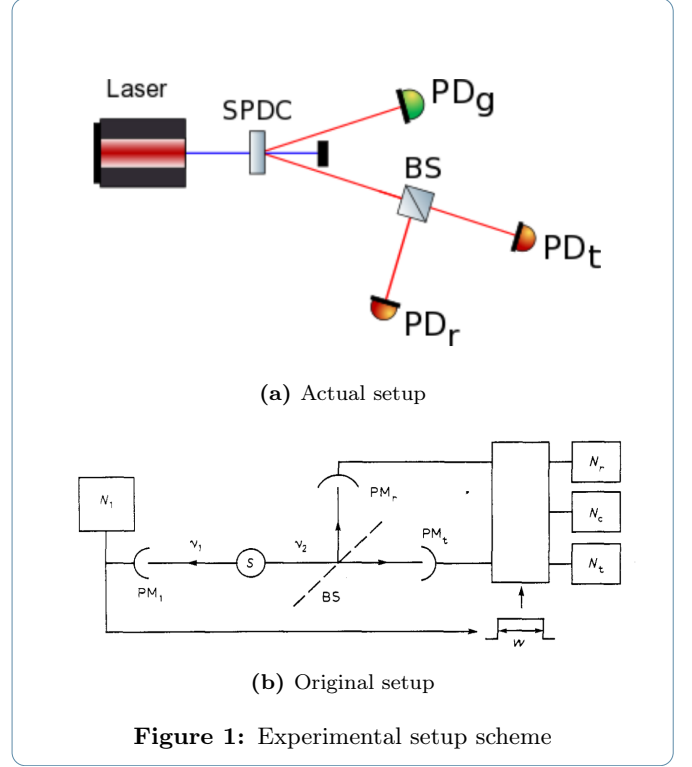 Laser
SPDC
PDg
BS
PDt
PDr
(a) Actual setup
N1
Nr
PMr
Nc
PMt
ν1
ν2
S
Nt
PM1
BS
W
(b) Original setup
Figure 1: Experimental setup scheme